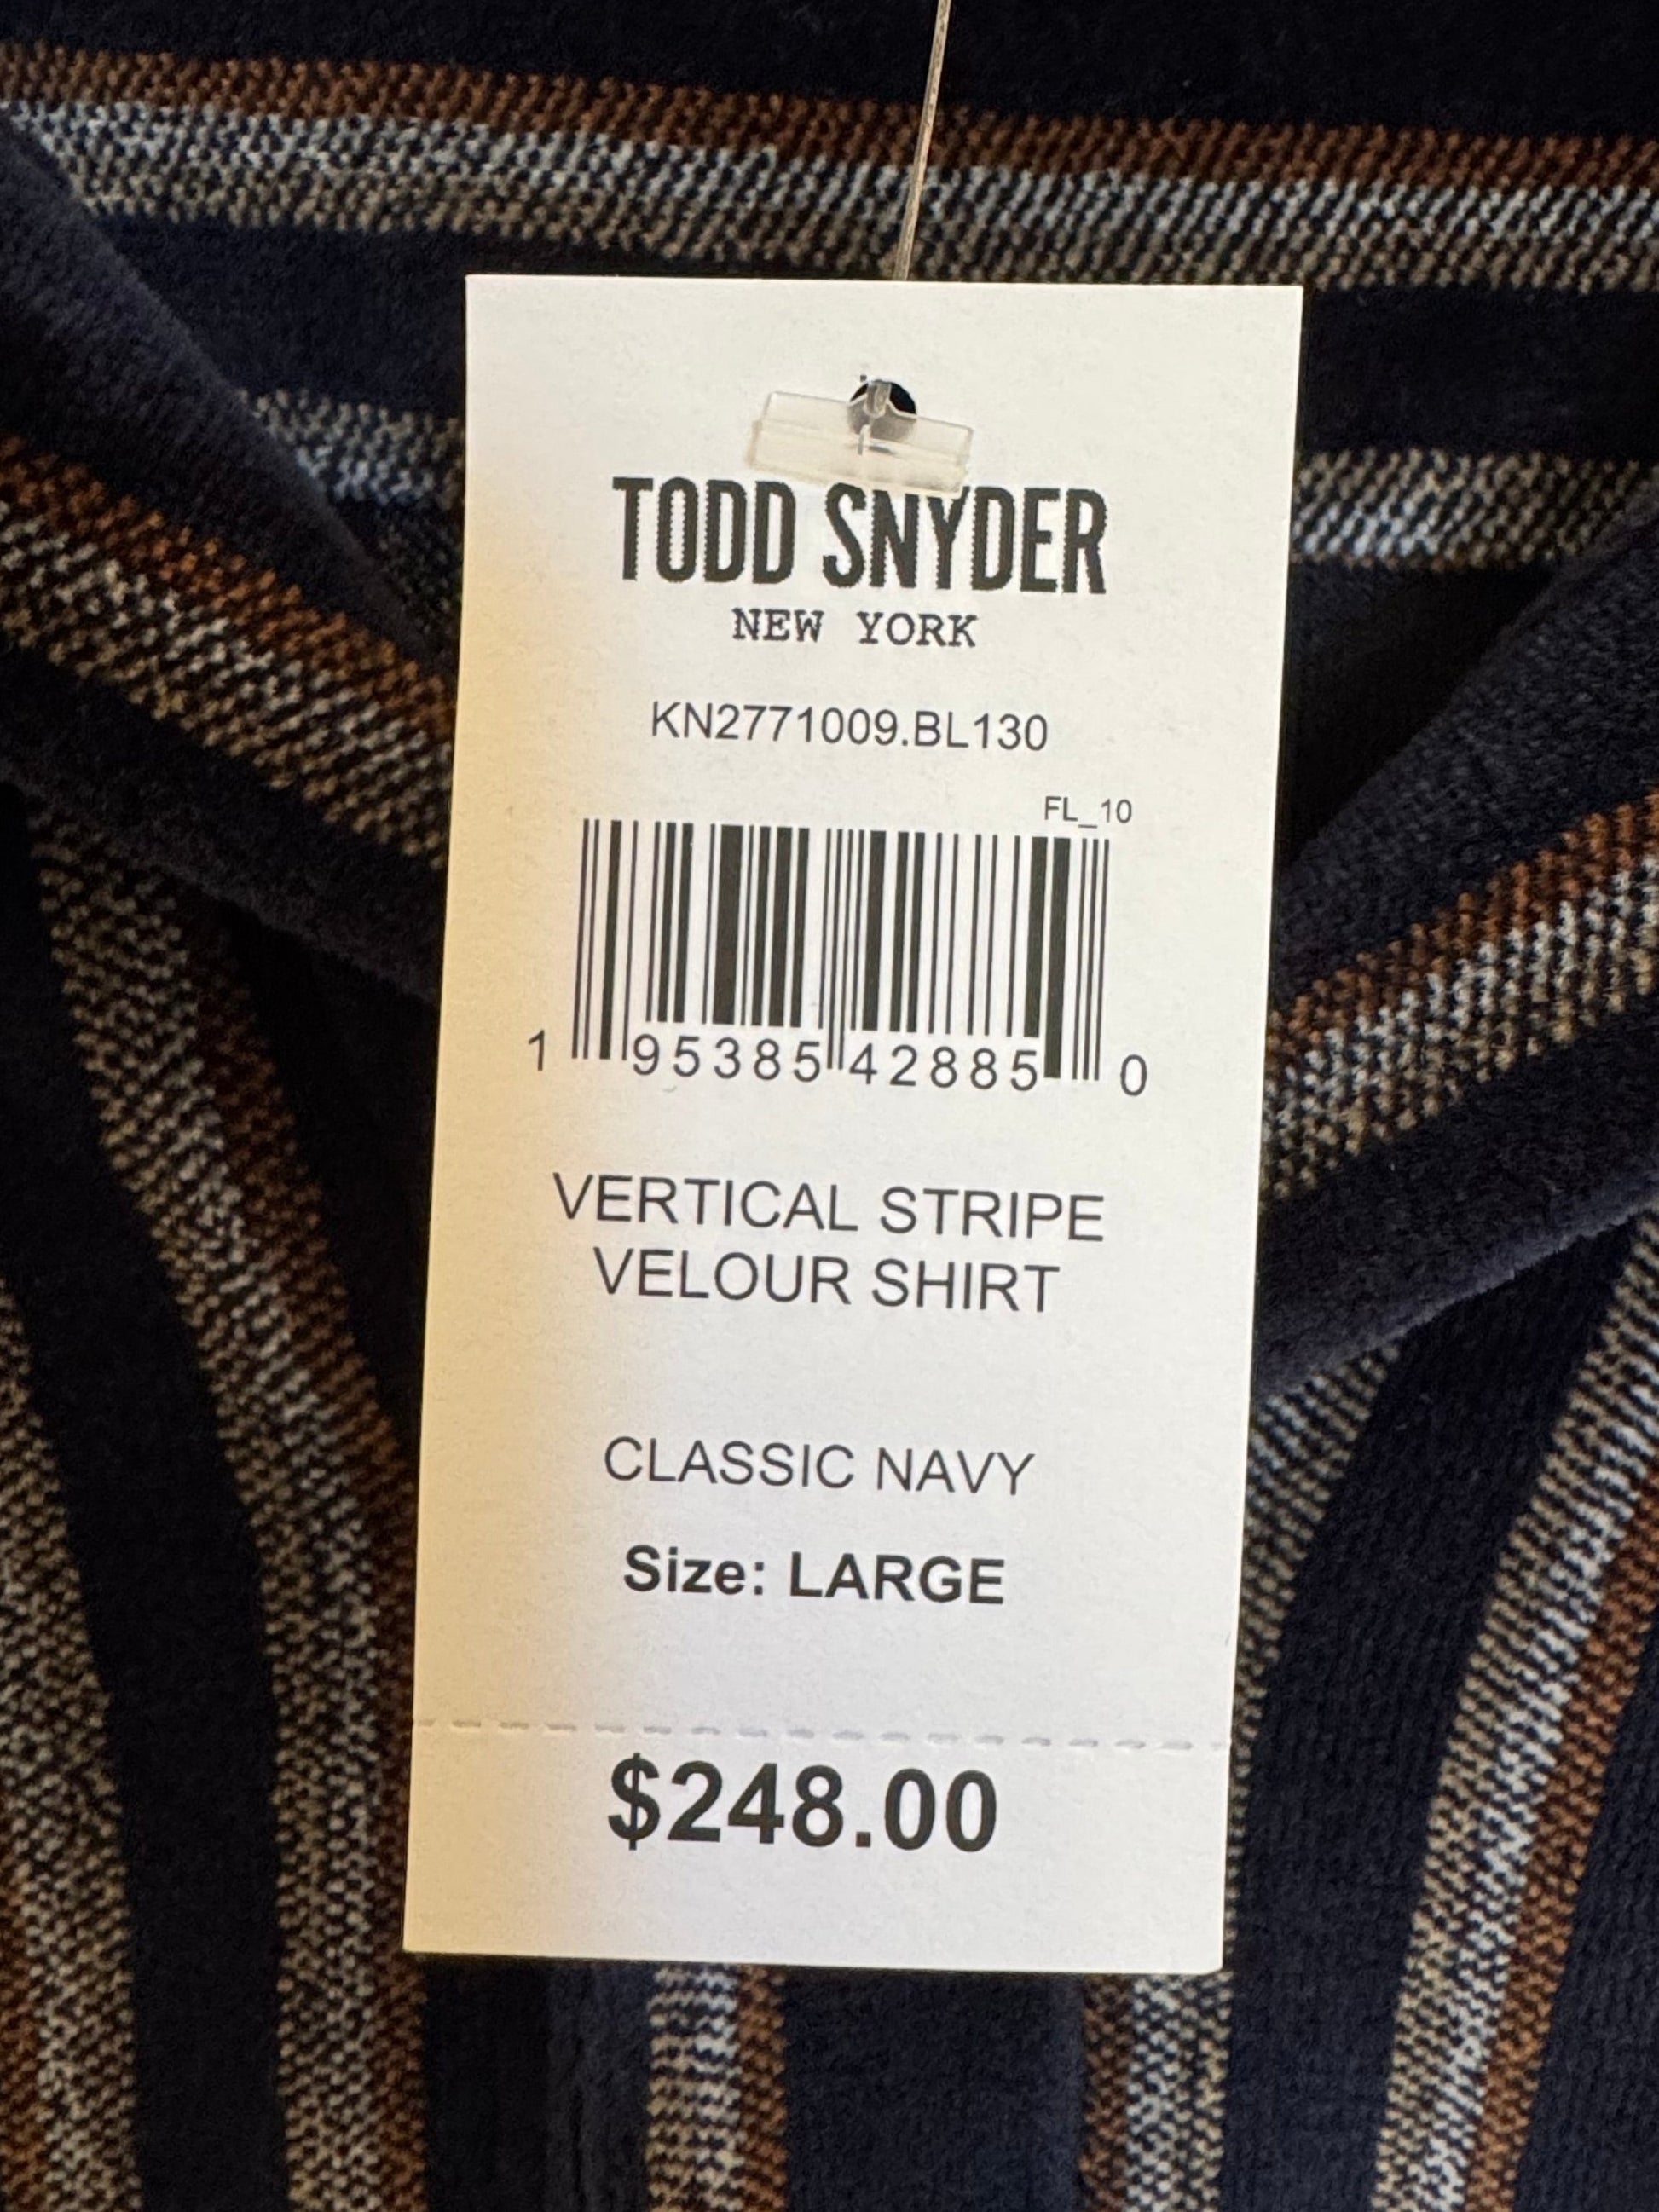 TODD SNYDER
NEW YORK
KN2771009.BL130
FL_10
1 95385 42885 0
VERTICAL STRIPE
VELOUR SHIRT
CLASSIC NAVY
Size: LARGE
$248.00